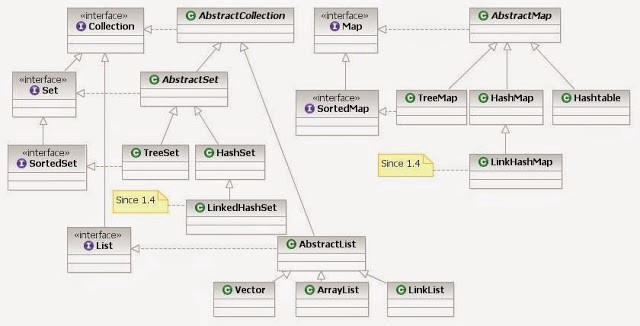 «interface»
I Collection
C AbstractCollection
«interface»
I Map
C AbstractMap
«interface»
I Set
C AbstractSet
«interface»
I SortedMap
C TreeMap
C HashMap
C Hashtable
«interface»
I SortedSet
C TreeSet
C HashSet
Since 1.4
C LinkHashMap
Since 1.4
C LinkedHashSet
«interface»
I List
C AbstractList
C Vector
C ArrayList
C LinkList